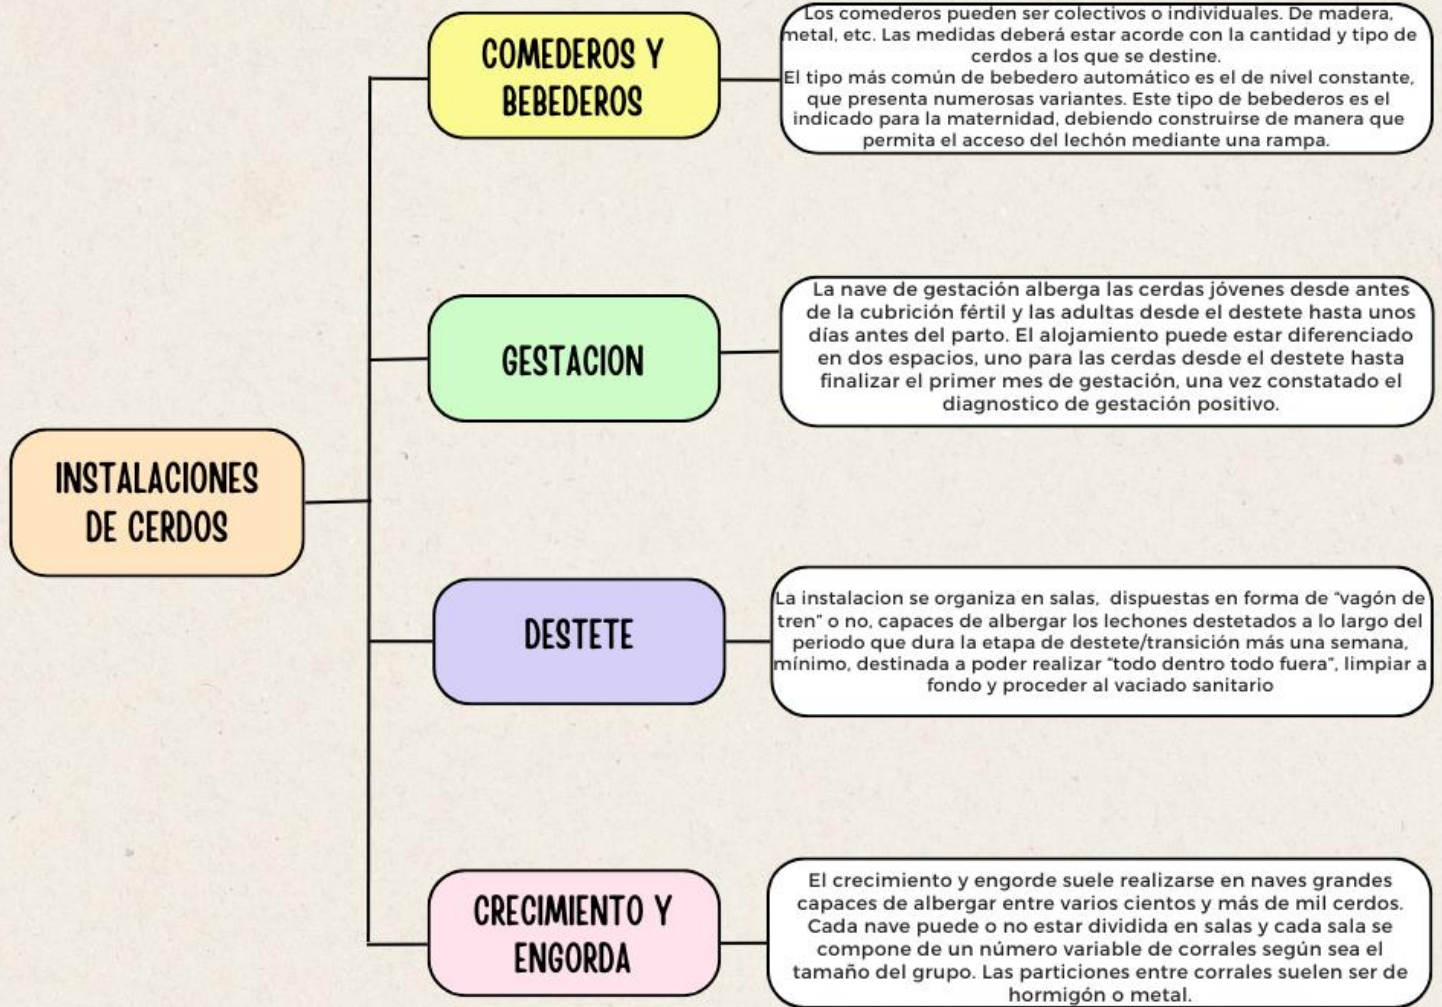 COMEDEROS Y
BEBEDEROS
Los comederos pueden ser colectivos o individuales. De madera,
metal, etc. Las medidas deberá estar acorde con la cantidad y tipo de
cerdos a los que se destine.
El tipo más común de bebedero automático es el de nivel constante,
que presenta numerosas variantes. Este tipo de bebederos es el
indicado para la maternidad, debiendo construirse de manera que
permita el acceso del lechón mediante una rampa.
GESTACION
La nave de gestación alberga las cerdas jóvenes desde antes
de la cubrición fértil y las adultas desde el destete hasta unos
días antes del parto. El alojamiento puede estar diferenciado
en dos espacios, uno para las cerdas desde el destete hasta
finalizar el primer mes de gestación, una vez constatado el
diagnostico de gestación positivo.
INSTALACIONES
DE CERDOS
DESTETE
La instalacion se organiza en salas, dispuestas en forma de “vagón de
tren” o no, capaces de albergar los lechones destetados a lo largo del
periodo que dura la etapa de destete/transición más una semana,
mínimo, destinada a poder realizar “todo dentro todo fuera”, limpiar a
fondo y proceder al vaciado sanitario
CRECIMIENTO Y
ENGORDA
El crecimiento y engorde suele realizarse en naves grandes
capaces de albergar entre varios cientos y más de mil cerdos.
Cada nave puede o no estar dividida en salas y cada sala se
compone de un número variable de corrales según sea el
tamaño del grupo. Las particiones entre corrales suelen ser de
hormigón o metal.